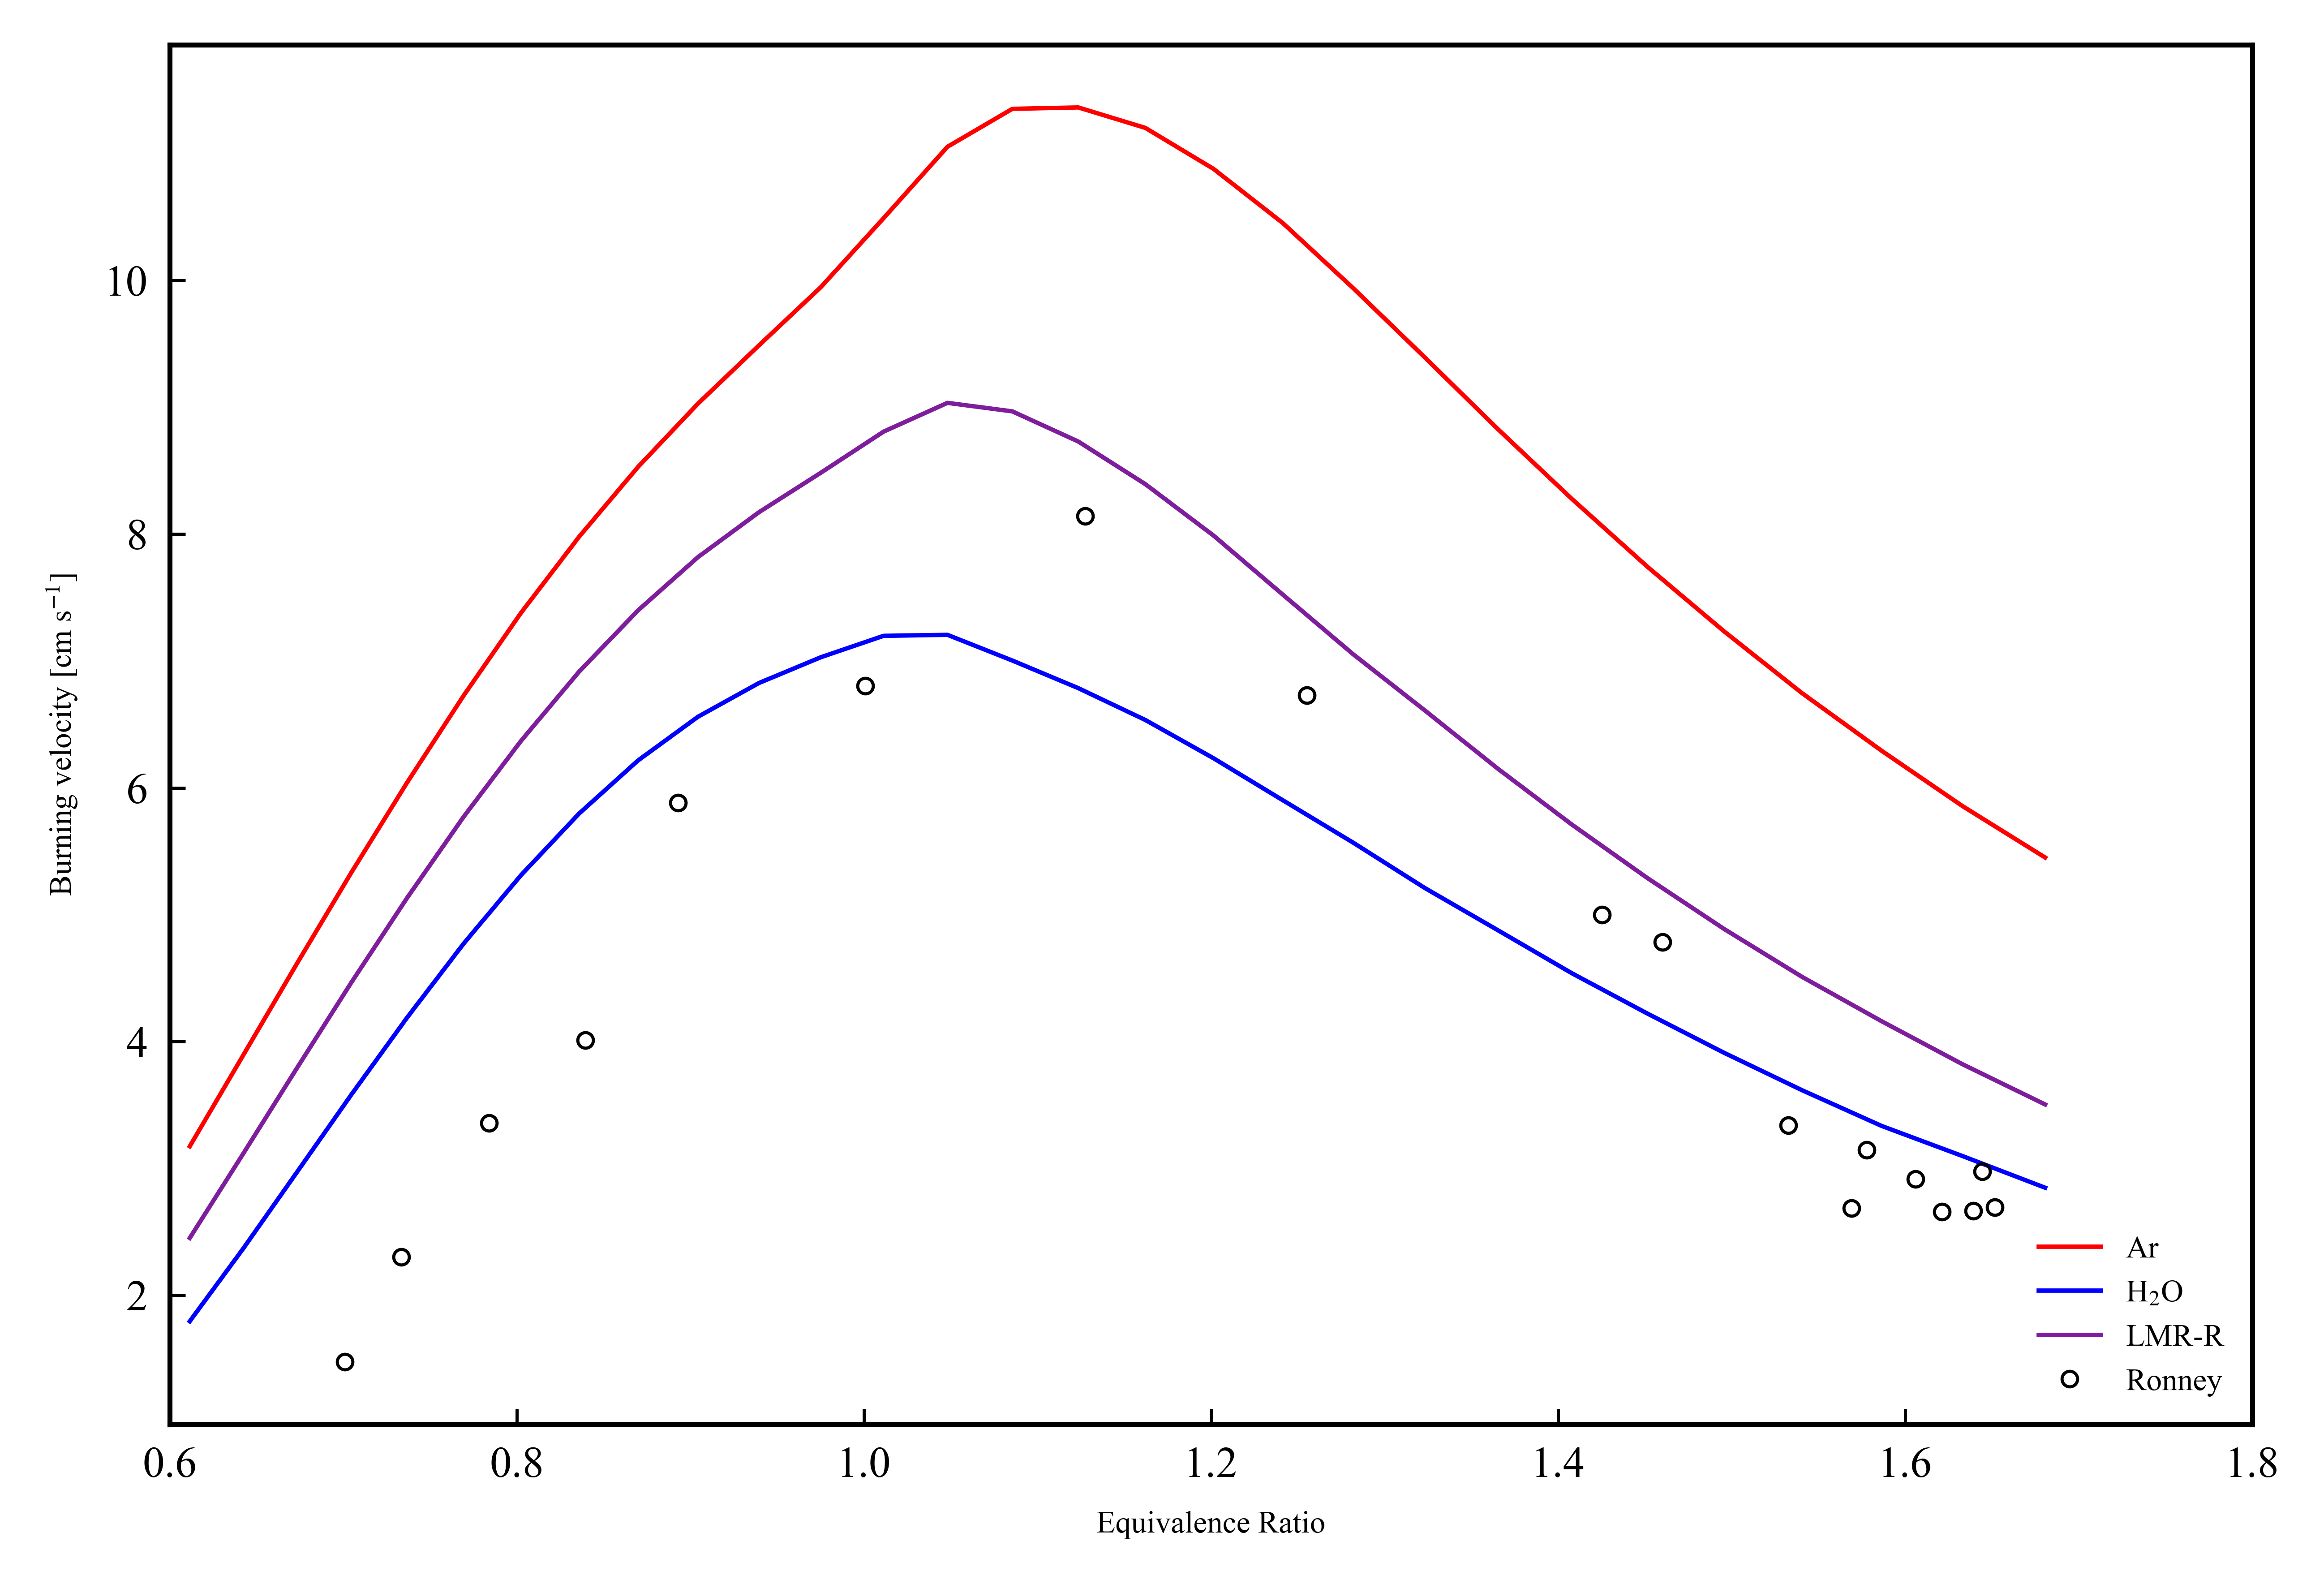 10
8
6
4
2
Burning velocity [cm s⁻¹]
Ar
H₂O
LMR-R
Ronney
0.6 0.8 1.0 1.2 1.4 1.6 1.8
Equivalence Ratio